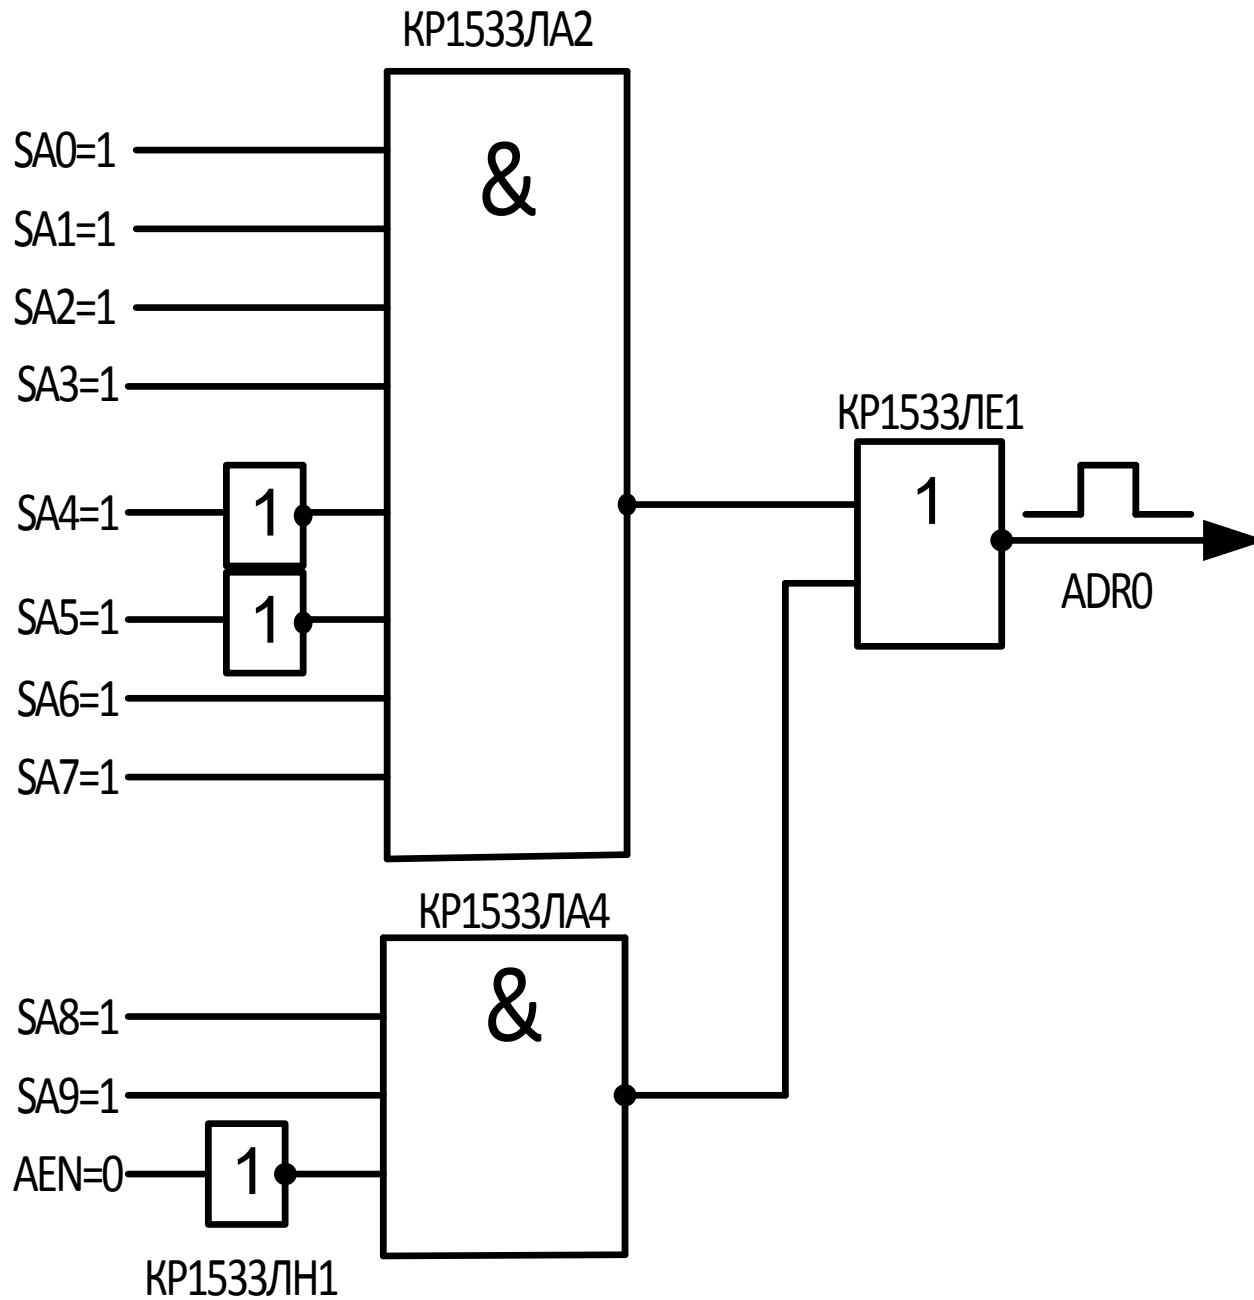 КР1533ЛА2
&
SA0=1
SA1=1
SA2=1
SA3=1
SA4=1
1
SA5=1
1
SA6=1
SA7=1
КР1533ЛЕ1
1
ADR0
КР1533ЛА4
&
SA8=1
SA9=1
AEN=0
1
КР1533ЛН1